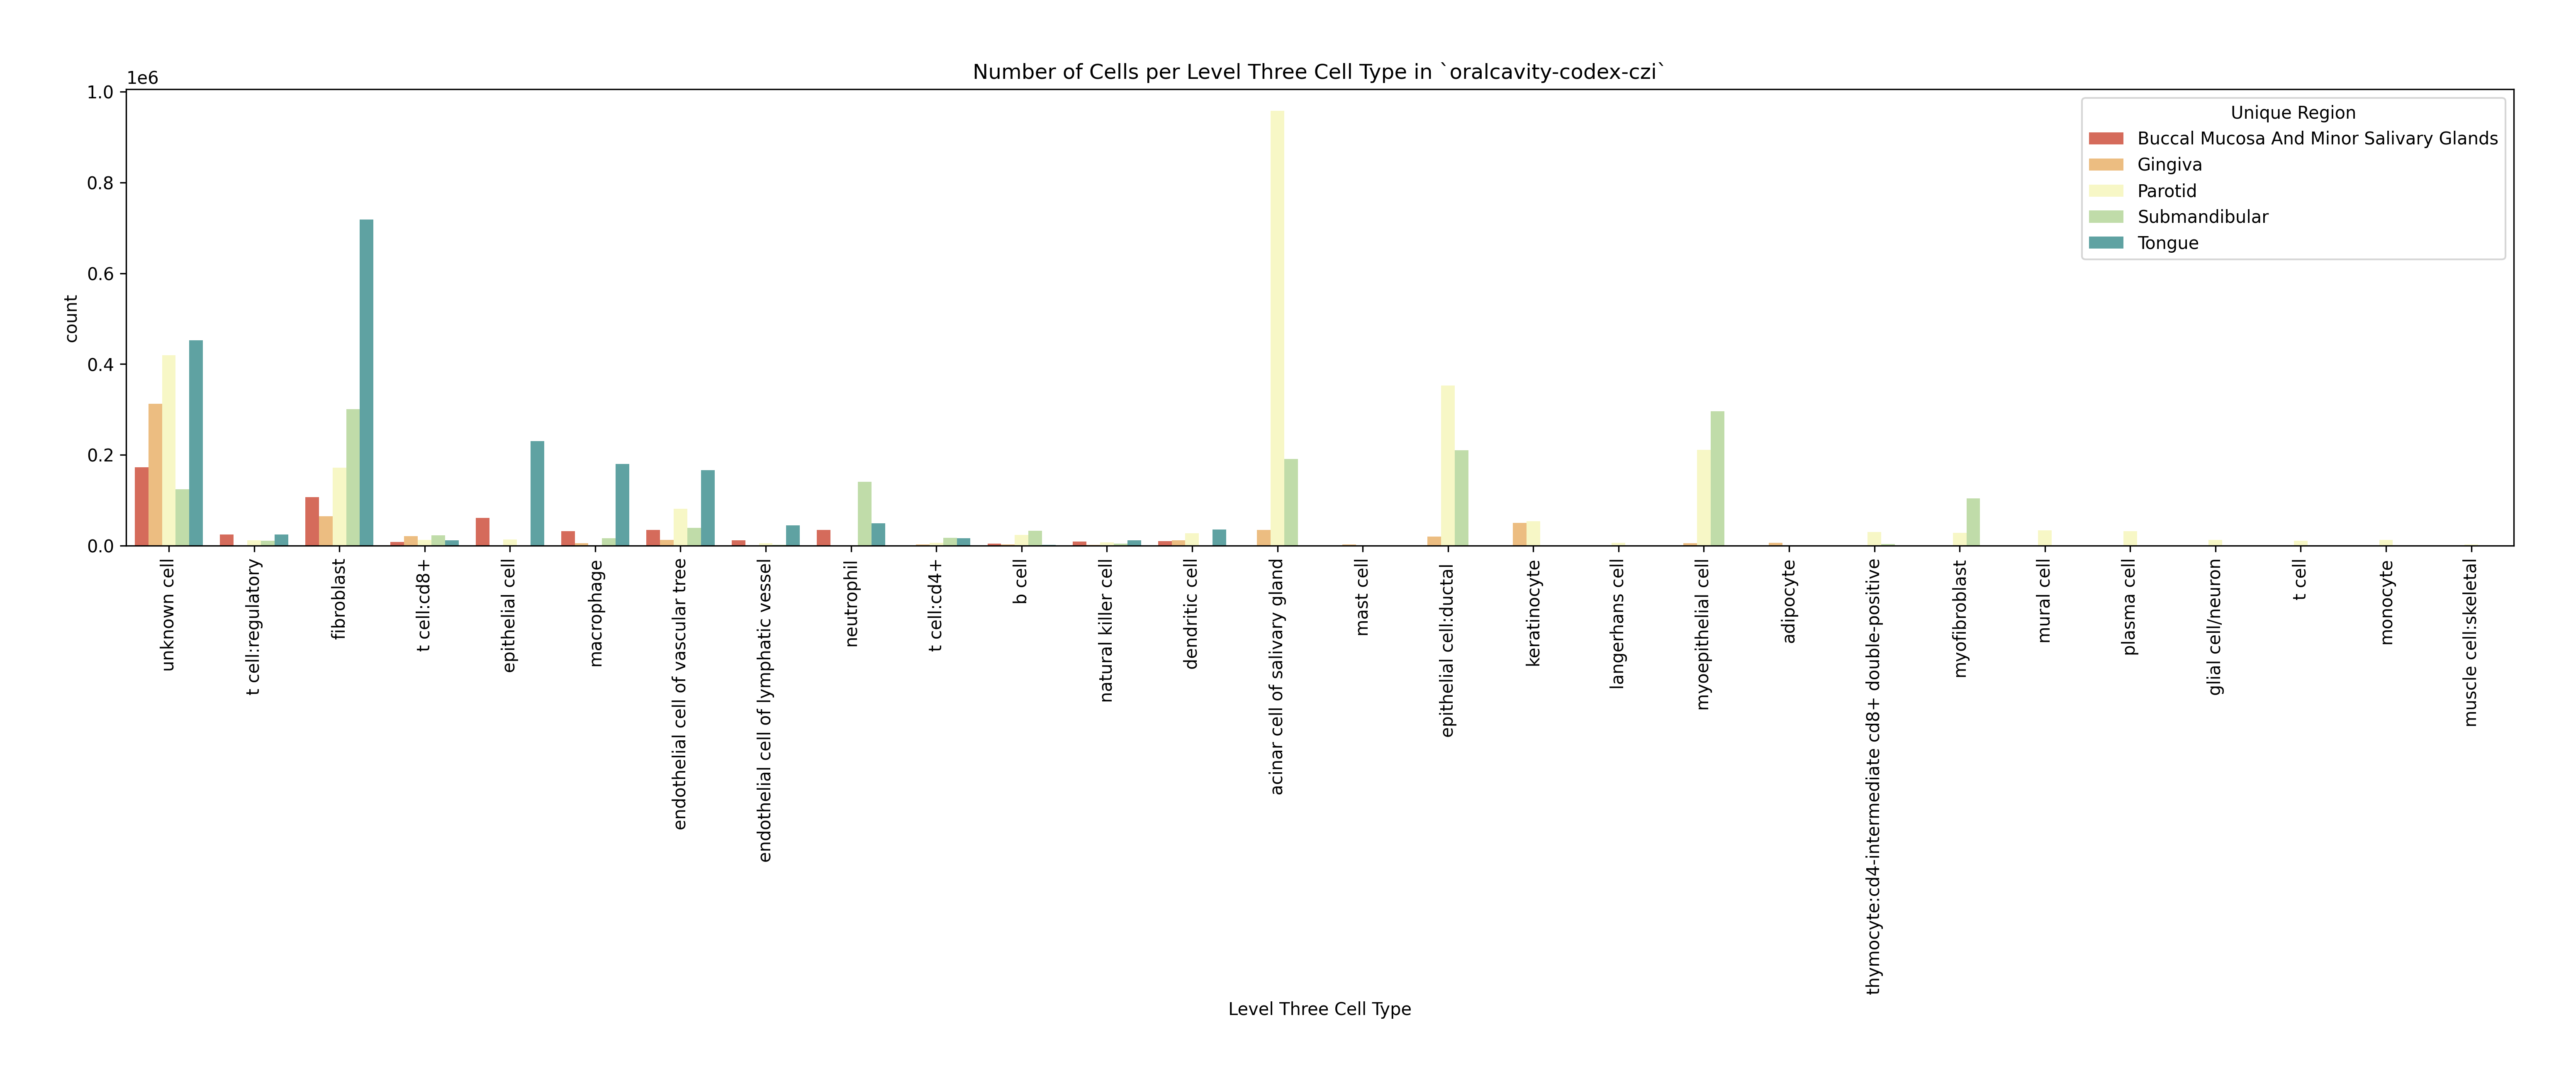 Number of Cells per Level Three Cell Type in `oralcavity-codex-czi`
1e6
1.0
0.8
0.6
0.4
0.2
0.0
count
Unique Region
Buccal Mucosa And Minor Salivary Glands
Gingiva
Parotid
Submandibular
Tongue
unknown cell
t cell:regulatory
fibroblast
t cell:cd8+
epithelial cell
macrophage
endothelial cell of vascular tree
endothelial cell of lymphatic vessel
neutrophil
t cell:cd4+
b cell
natural killer cell
dendritic cell
acinar cell of salivary gland
mast cell
epithelial cell:ductal
keratinocyte
langerhans cell
myoepithelial cell
adipocyte
thymocyte:cd4-intermediate cd8+ double-positive
myofibroblast
mural cell
plasma cell
glial cell/neuron
t cell
monocyte
muscle cell:skeletal
Level Three Cell Type